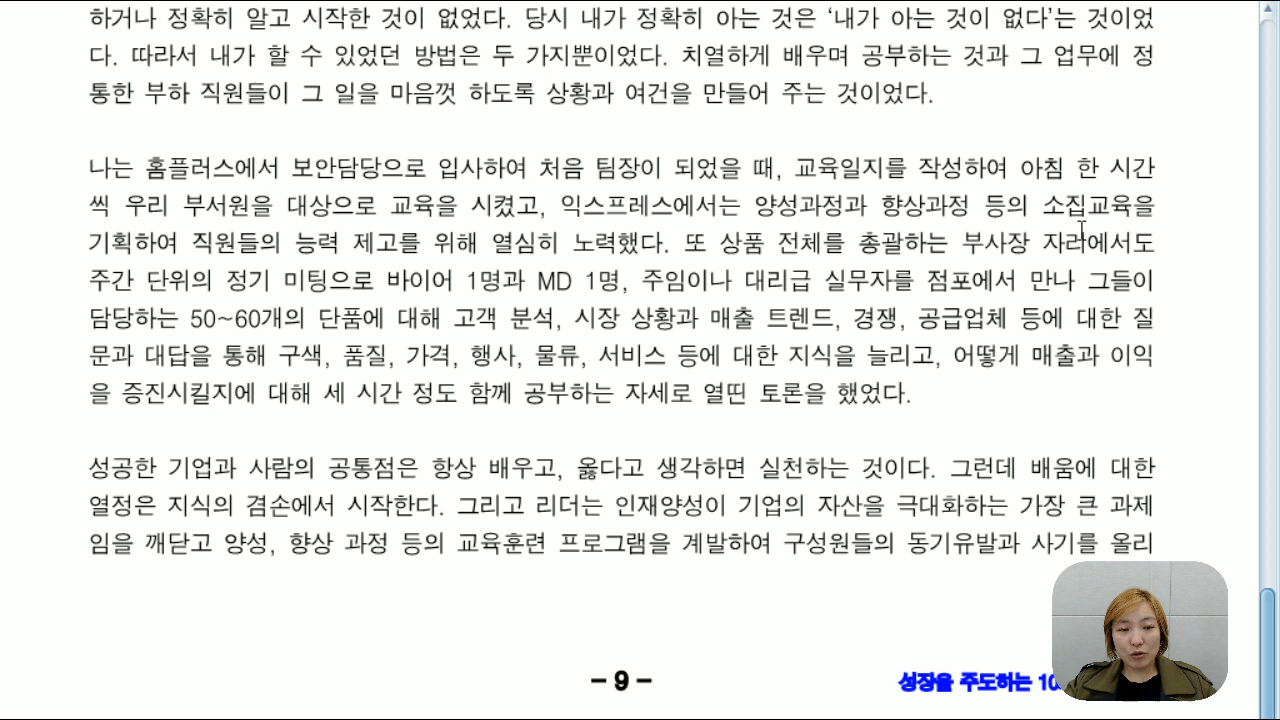 하거나 정확히 알고 시작한 것이 없었다. 당시 내가 정확히 아는 것은 ‘내가 아는 것이 없다’는 것이었
다. 따라서 내가 할 수 있었던 방법은 두 가지뿐이었다. 치열하게 배우며 공부하는 것과 그 업무에 정
통한 부하 직원들이 그 일을 마음껏 하도록 상황과 여건을 만들어 주는 것이었다.
나는 홈플러스에서 보안담당으로 입사하여 처음 팀장이 되었을 때, 교육일지를 작성하여 아침 한 시간
씩 우리 부서원을 대상으로 교육을 시켰고, 익스프레스에서는 양성과정과 향상과정 등의 소집교육을
기획하여 직원들의 능력 제고를 위해 열심히 노력했다. 또 상품 전체를 총괄하는 부사장 자리에서도
주간 단위의 정기 미팅으로 바이어 1명과 MD 1명, 주임이나 대리급 실무자를 점포에서 만나 그들이
담당하는 50~60개의 단품에 대해 고객 분석, 시장 상황과 매출 트렌드, 경쟁, 공급업체 등에 대한 질
문과 대답을 통해 구색, 품질, 가격, 행사, 물류, 서비스 등에 대한 지식을 늘리고, 어떻게 매출과 이익
을 증진시킬지에 대해 세 시간 정도 함께 공부하는 자세로 열띤 토론을 했었다.
성공한 기업과 사람의 공통점은 항상 배우고, 옳다고 생각하면 실천하는 것이다. 그런데 배움에 대한
열정은 지식의 겸손에서 시작한다. 그리고 리더는 인재양성이 기업의 자산을 극대화하는 가장 큰 과제
임을 깨닫고 양성, 향상 과정 등의 교육훈련 프로그램을 계발하여 구성원들의 동기유발과 사기를 올리
– 9 –
성장을 주도하는 10